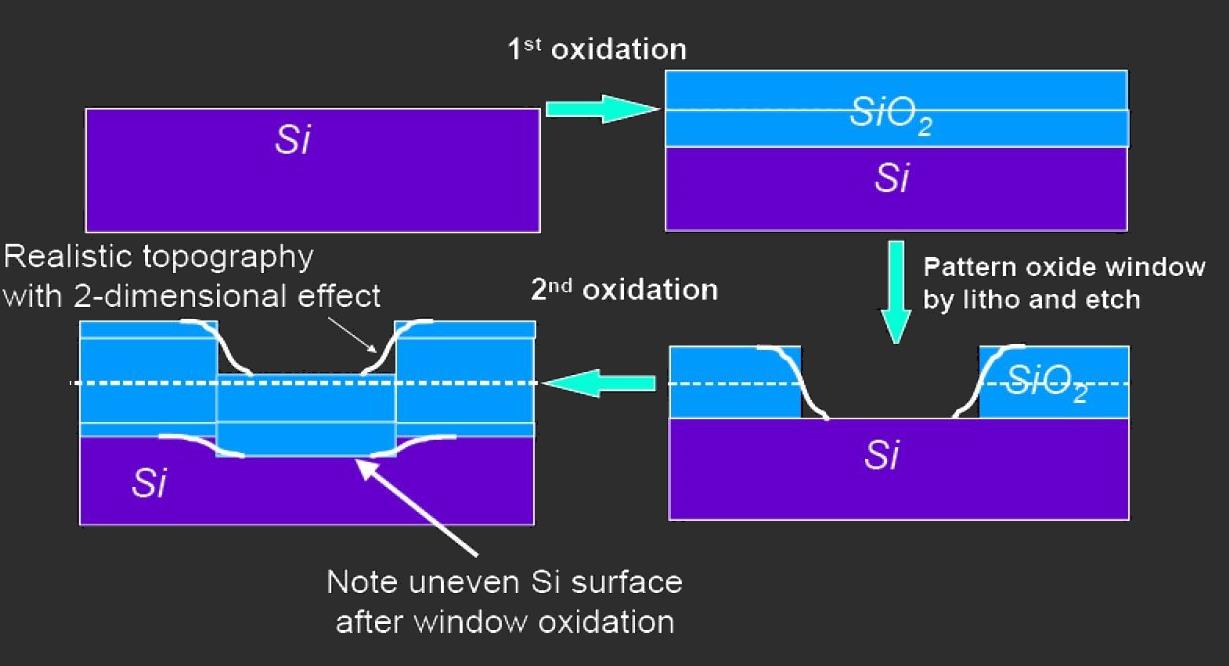 1st oxidation
Si
SiO2
Si
Realistic topography
with 2-dimensional effect
2nd oxidation
Pattern oxide window
by litho and etch
SiO2
Si
Si
Note uneven Si surface
after window oxidation